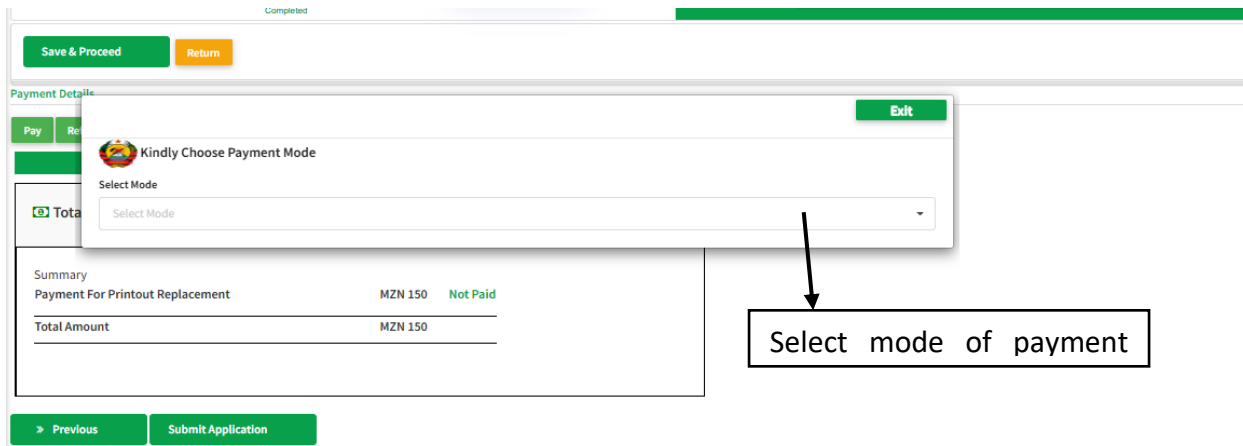 Completed
Save & Proceed
Return
Payment Details
Exit
Pay
Kindly Choose Payment Mode
Select Mode
Select Mode
Summary
Payment For Printout Replacement MZN 150 Not Paid
Total Amount MZN 150
Select mode of payment
» Previous
Submit Application